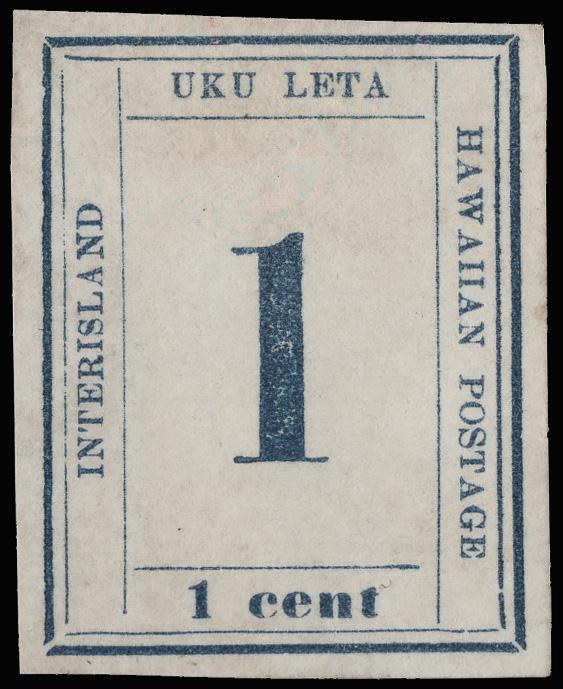 UKU LETA
INTERISLAND
1
HAWAIIAN POSTAGE
1 cent